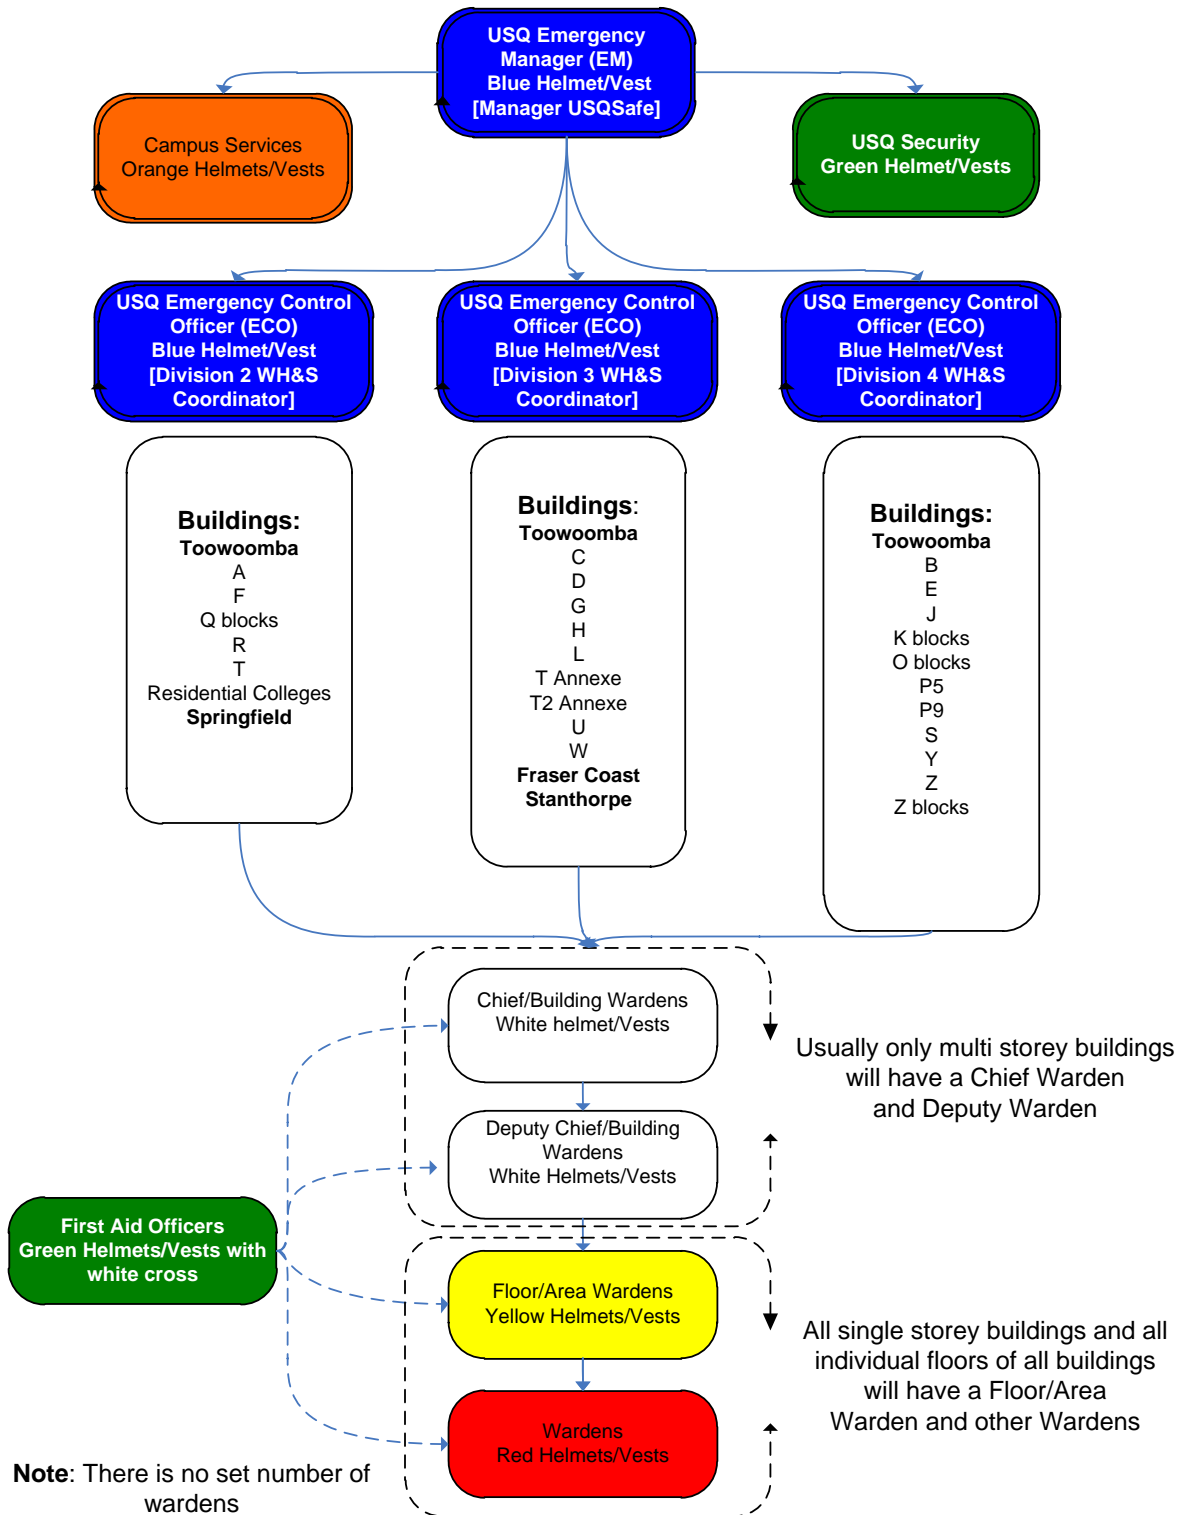 USQ Emergency
Manager (EM)
Blue Helmet/Vest
[Manager USQSafe]
Campus Services
Orange Helmets/Vests
USQ Security
Green Helmet/Vests
USQ Emergency Control
Officer (ECO)
Blue Helmet/Vest
[Division 2 WH&S
Coordinator]
USQ Emergency Control
Officer (ECO)
Blue Helmet/Vest
[Division 3 WH&S
Coordinator]
USQ Emergency Control
Officer (ECO)
Blue Helmet/Vest
[Division 4 WH&S
Coordinator]
Buildings:
Toowoomba
A
F
Q blocks
R
T
Residential Colleges
Springfield
Buildings:
Toowoomba
C
D
G
H
L
T Annexe
T2 Annexe
U
W
Fraser Coast
Stanthorpe
Buildings:
Toowoomba
B
E
J
K blocks
O blocks
P5
P9
S
Y
Z
Z blocks
Chief/Building Wardens
White helmet/Vests
Usually only multi storey buildings
will have a Chief Warden
and Deputy Warden
Deputy Chief/Building
Wardens
White Helmets/Vests
First Aid Officers
Green Helmets/Vests with
white cross
Floor/Area Wardens
Yellow Helmets/Vests
All single storey buildings and all
individual floors of all buildings
will have a Floor/Area
Warden and other Wardens
Wardens
Red Helmets/Vests
Note: There is no set number of
wardens